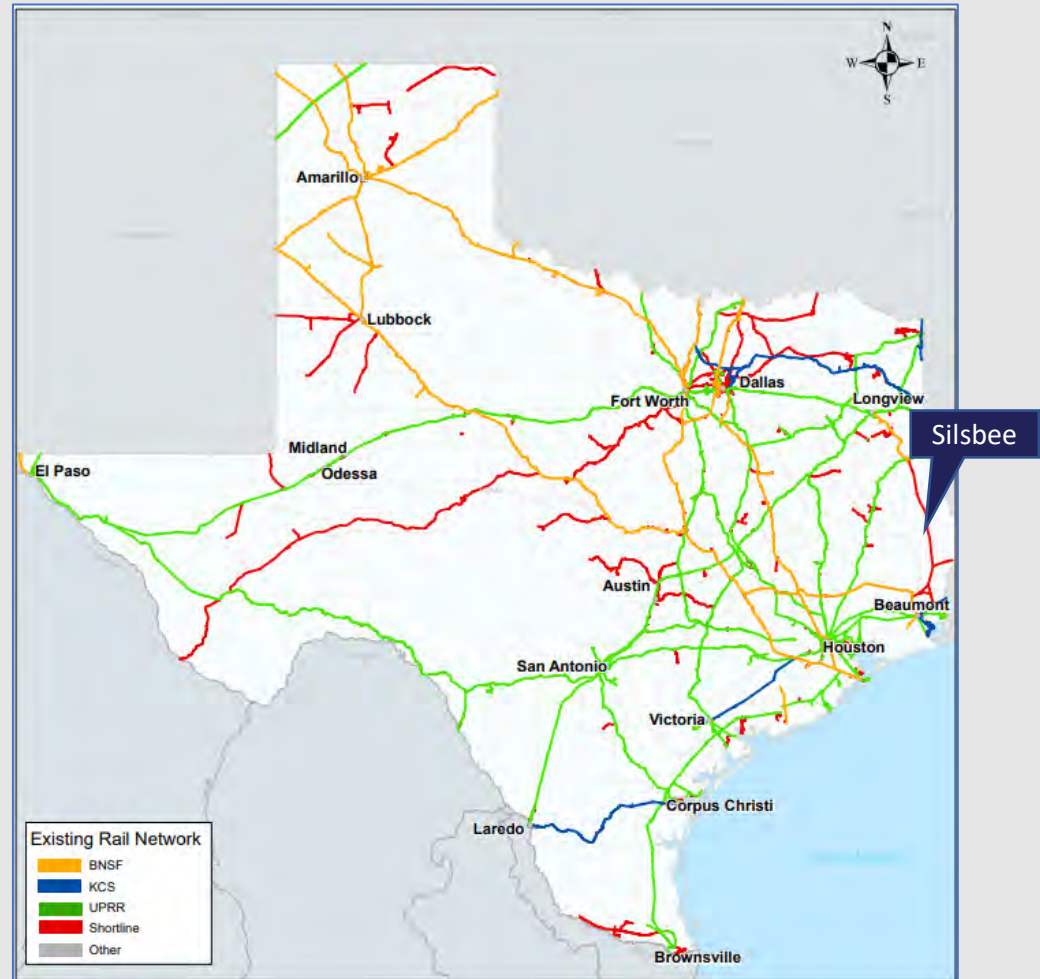 N
W E
S
Amarillo
Lubbock
Dallas
Fort Worth
Longview
Silsbee
Midland
El Paso
Odessa
Austin
Beaumont
Houston
San Antonio
Victoria
Corpus Christi
Laredo
Brownsville
Existing Rail Network
BNSF
KCS
UPRR
Shortline
Other